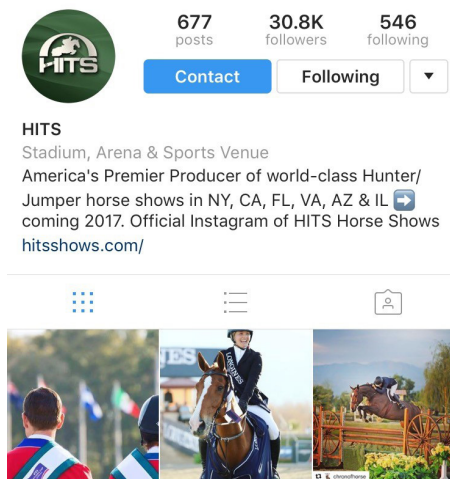 HITS
677 30.8K 546
posts followers following
Contact Following
HITS
Stadium, Arena & Sports Venue
America's Premier Producer of world-class Hunter/
Jumper horse shows in NY, CA, FL, VA, AZ & IL ➡️
coming 2017. Official Instagram of HITS Horse Shows
hitsshows.com/
LONGINES
chronofhorse